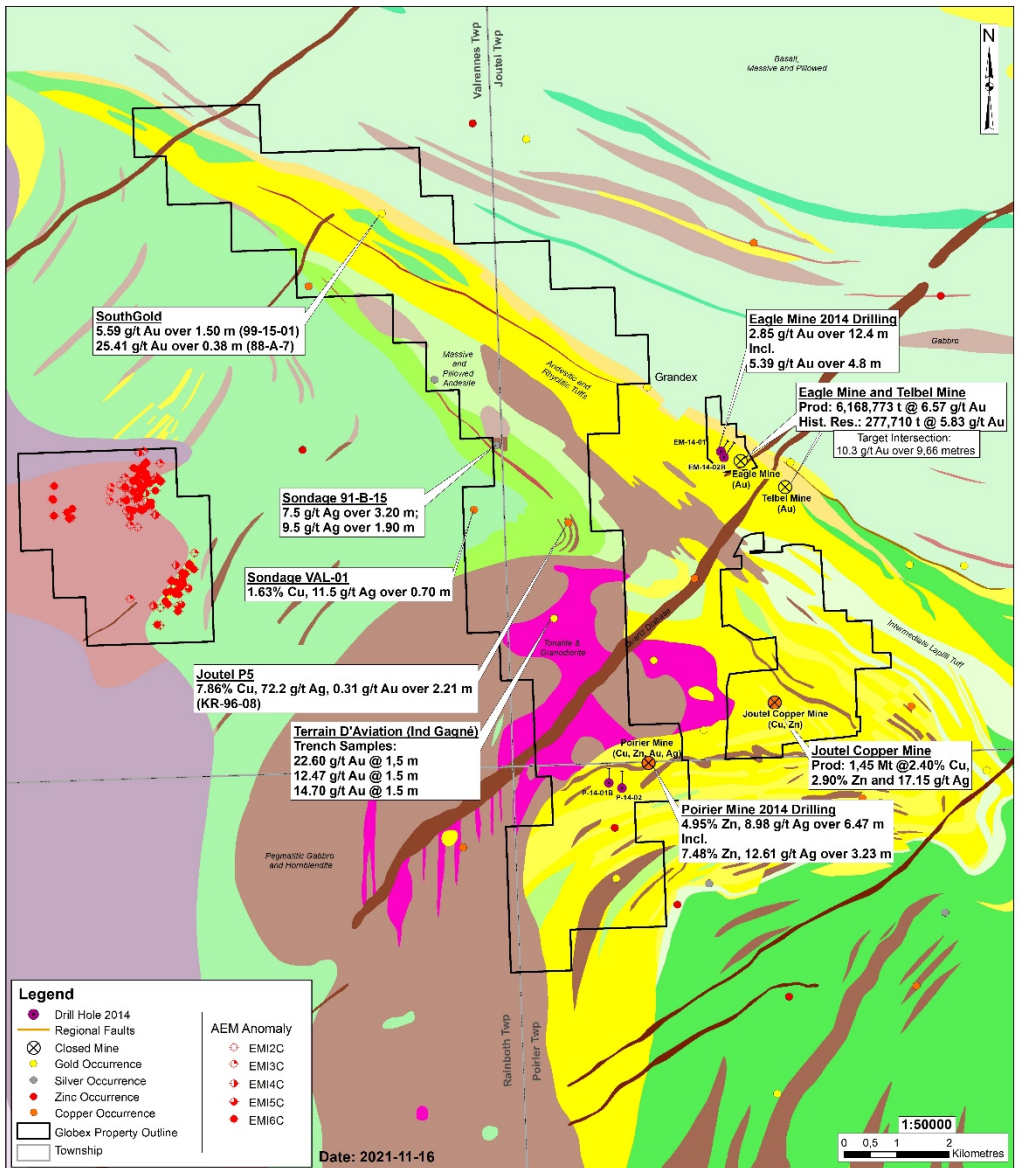 Valrennes Twp
Joutel Twp
Basalt,
Massive and Pillowed
N
SouthGold
5.59 g/t Au over 1.50 m (99-15-01)
25.41 g/t Au over 0.38 m (88-A-7)
Massive
and
Pillowed
Andesite
Andesitic and
Rhyolitic Tuffs
Grandex
Gabbro
Eagle Mine 2014 Drilling
2.85 g/t Au over 12.4 m
Incl.
5.39 g/t Au over 4.8 m
Eagle Mine and Telbel Mine
Prod: 6,168,773 t @ 6.57 g/t Au
Hist. Res.: 277,710 t @ 5.83 g/t Au
Target Intersection:
10.3 g/t Au over 9,66 metres
EM-14-01
EM-14-02B
Eagle Mine
(Au)
Telbel Mine
(Au)
Sondage 91-B-15
7.5 g/t Ag over 3.20 m;
9.5 g/t Ag over 1.90 m
Sondage VAL-01
1.63% Cu, 11.5 g/t Ag over 0.70 m
Joutel P5
7.86% Cu, 72.2 g/t Ag, 0.31 g/t Au over 2.21 m
(KR-96-08)
Terrain D'Aviation (Ind Gagné)
Trench Samples:
22.60 g/t Au @ 1,5 m
12.47 g/t Au @ 1.5 m
14.70 g/t Au @ 1.5 m
Tonalite &
Granodiorite
Quartz Diabase
Intermediate Lapilli Tuff
Joutel Copper Mine
(Cu, Zn)
Joutel Copper Mine
Prod: 1,45 Mt @2.40% Cu,
2.90% Zn and 17.15 g/t Ag
Poirier Mine
(Cu, Zn, Au, Ag)
P-14-01B
P-14-02
Poirier Mine 2014 Drilling
4.95% Zn, 8.98 g/t Ag over 6.47 m
Incl.
7.48% Zn, 12.61 g/t Ag over 3.23 m
Pegmatitic Gabbro
and Hornblendite
Rainboth Twp
Poirier Twp
Legend
Drill Hole 2014
Regional Faults
Closed Mine
Gold Occurrence
Silver Occurrence
Zinc Occurrence
Copper Occurrence
Globex Property Outline
Township
AEM Anomaly
EMI2C
EMI3C
EMI4C
EMI5C
EMI6C
Date: 2021-11-16
1:50000
0 0,5 1 2
Kilometres